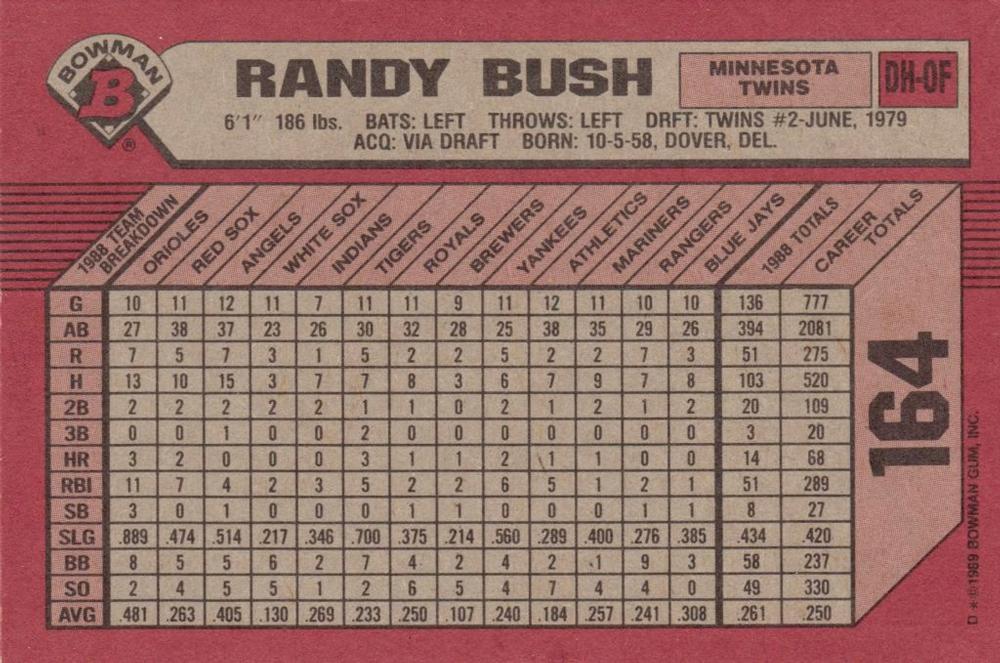 BOWMAN
B
®
RANDY BUSH
MINNESOTA
TWINS
DH-OF
6'1" 186 lbs. BATS: LEFT THROWS: LEFT DRFT: TWINS #2-JUNE, 1979
ACQ: VIA DRAFT BORN: 10-5-58, DOVER, DEL.
1988 TEAM BREAKDOWN ORIOLES RED SOX ANGELS WHITE SOX INDIANS TIGERS ROYALS BREWERS YANKEES ATHLETICS MARINERS RANGERS BLUE JAYS 1988 TOTALS CAREER TOTALS
G 10 11 12 11 7 11 11 9 11 12 11 10 10 136 777
AB 27 38 37 23 26 30 32 28 25 38 35 29 26 394 2081
R 7 5 7 3 1 5 2 2 5 2 2 7 3 51 275
H 13 10 15 3 7 7 8 3 6 7 9 7 8 103 520
2B 2 2 2 2 2 1 1 0 2 1 2 1 2 20 109
3B 0 0 1 0 0 2 0 0 0 0 0 0 0 3 20
HR 3 2 0 0 0 3 1 1 2 1 1 0 0 14 68
RBI 11 7 4 2 3 5 2 2 6 5 1 2 1 51 289
SB 3 0 1 0 0 0 1 1 0 0 0 1 1 8 27
SLG .889 .474 .514 .217 .346 .700 .375 .214 .560 .289 .400 .276 .385 .434 .420
BB 8 5 5 6 2 7 4 2 4 2 1 9 3 58 237
SO 2 4 5 5 1 2 6 5 4 7 4 4 0 49 330
AVG .481 .263 .405 .130 .269 .233 .250 .107 .240 .184 .257 .241 .308 .261 .250
164
D * © 1989 BOWMAN GUM, INC.